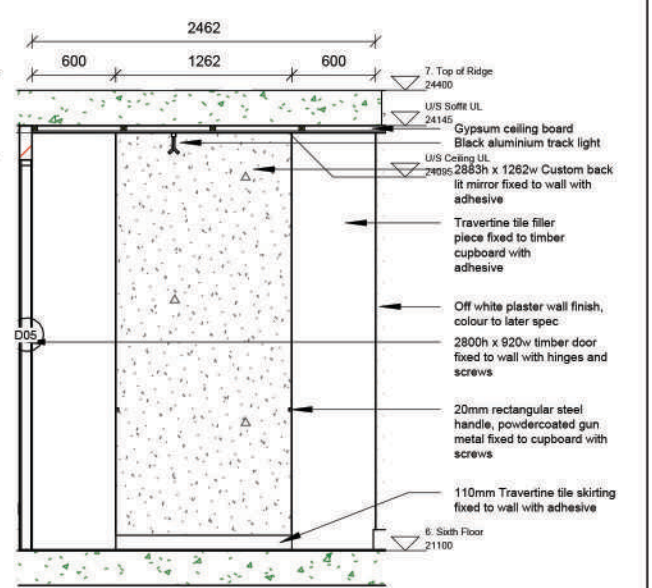 2462
600
1262
600
7. Top of Ridge
24400
U/S Soffit UL
24145
Gypsum ceiling board
Black aluminium track light
U/S Ceiling UL
24095
2883h x 1262w Custom back
lit mirror fixed to wall with
adhesive
Travertine tile filler
piece fixed to timber
cupboard with
adhesive
Off white plaster wall finish,
colour to later spec
D05
2800h x 920w timber door
fixed to wall with hinges and
screws
20mm rectangular steel
handle, powdercoated gun
metal fixed to cupboard with
screws
110mm Travertine tile skirting
fixed to wall with adhesive
6. Sixth Floor
21100